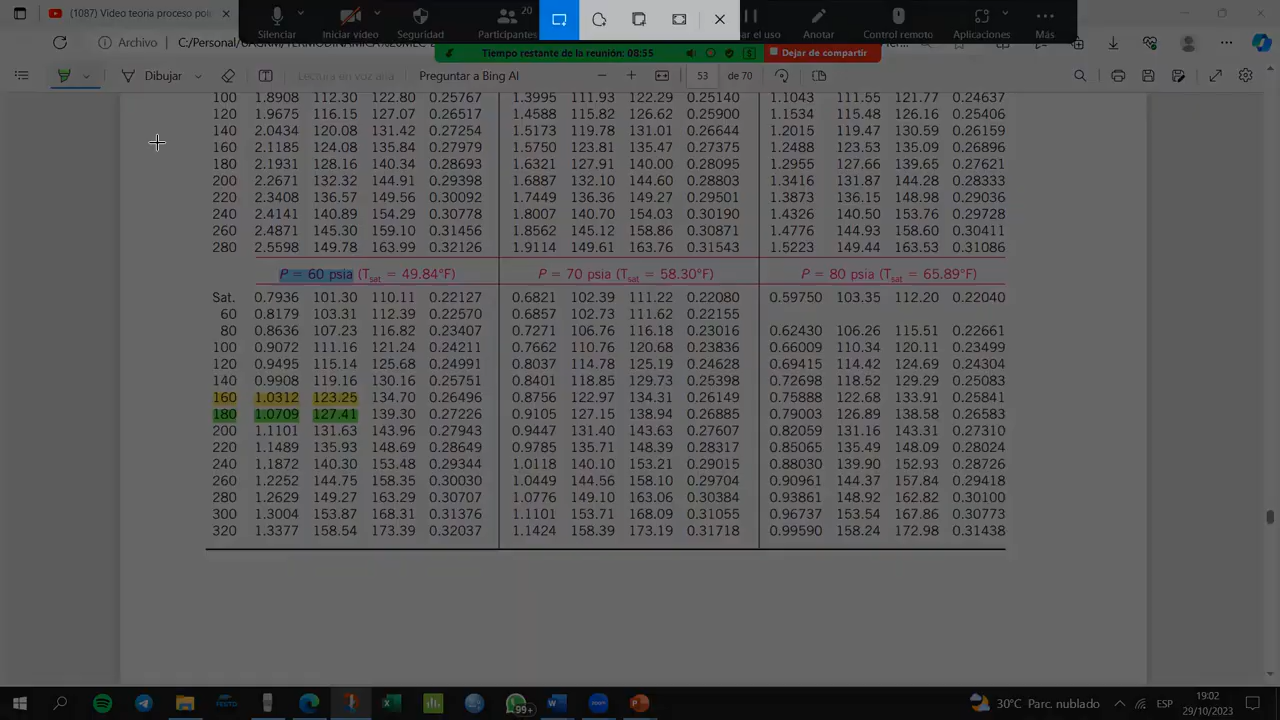 (1087) Video teoria proceso poli
Silenciar
Iniciar video
Seguridad
20
Participantes
ar el uso
Anotar
Control remoto
Aplicaciones
Más
Archivo
C:/Personal/
Tiempo restante de la reunión: 08:55
Dejar de compartir
Dibujar
Lectura en voz alta
Preguntar a Bing AI
53
de 70
100 1.8908 112.30 122.80 0.25767 1.3995 111.93 122.29 0.25140 1.1043 111.55 121.77 0.24637
120 1.9675 116.15 127.07 0.26517 1.4588 115.82 126.62 0.25900 1.1534 115.48 126.16 0.25406
140 2.0434 120.08 131.42 0.27254 1.5173 119.78 131.01 0.26644 1.2015 119.47 130.59 0.26159
160 2.1185 124.08 135.84 0.27979 1.5750 123.81 135.47 0.27375 1.2488 123.53 135.09 0.26896
180 2.1931 128.16 140.34 0.28693 1.6321 127.91 140.00 0.28095 1.2955 127.66 139.65 0.27621
200 2.2671 132.32 144.91 0.29398 1.6887 132.10 144.60 0.28803 1.3416 131.87 144.28 0.28333
220 2.3408 136.57 149.56 0.30092 1.7449 136.36 149.27 0.29501 1.3873 136.15 148.98 0.29036
240 2.4141 140.89 154.29 0.30778 1.8007 140.70 154.03 0.30190 1.4326 140.50 153.76 0.29728
260 2.4871 145.30 159.10 0.31456 1.8562 145.12 158.86 0.30871 1.4776 144.93 158.60 0.30411
280 2.5598 149.78 163.99 0.32126 1.9114 149.61 163.76 0.31543 1.5223 149.44 163.53 0.31086
P = 60 psia (Tsat = 49.84°F) P = 70 psia (Tsat = 58.30°F) P = 80 psia (Tsat = 65.89°F)
Sat. 0.7936 101.30 110.11 0.22127 0.6821 102.39 111.22 0.22080 0.59750 103.35 112.20 0.22040
60 0.8179 103.31 112.39 0.22570 0.6857 102.73 111.62 0.22155
80 0.8636 107.23 116.82 0.23407 0.7271 106.76 116.18 0.23016 0.62430 106.26 115.51 0.22661
100 0.9072 111.16 121.24 0.24211 0.7662 110.76 120.68 0.23836 0.66009 110.34 120.11 0.23499
120 0.9495 115.14 125.68 0.24991 0.8037 114.78 125.19 0.24628 0.69415 114.42 124.69 0.24304
140 0.9908 119.16 130.16 0.25751 0.8401 118.85 129.73 0.25398 0.72698 118.52 129.29 0.25083
160 1.0312 123.25 134.70 0.26496 0.8756 122.97 134.31 0.26149 0.75888 122.68 133.91 0.25841
180 1.0709 127.41 139.30 0.27226 0.9105 127.15 138.94 0.26885 0.79003 126.89 138.58 0.26583
200 1.1101 131.63 143.96 0.27943 0.9447 131.40 143.63 0.27607 0.82059 131.16 143.31 0.27310
220 1.1489 135.93 148.69 0.28649 0.9785 135.71 148.39 0.28317 0.85065 135.49 148.09 0.28024
240 1.1872 140.30 153.48 0.29344 1.0118 140.10 153.21 0.29015 0.88030 139.90 152.93 0.28726
260 1.2252 144.75 158.35 0.30030 1.0449 144.56 158.10 0.29704 0.90961 144.37 157.84 0.29418
280 1.2629 149.27 163.29 0.30707 1.0776 149.10 163.06 0.30384 0.93861 148.92 162.82 0.30100
300 1.3004 153.87 168.31 0.31376 1.1101 153.71 168.09 0.31055 0.96737 153.54 167.86 0.30773
320 1.3377 158.54 173.39 0.32037 1.1424 158.39 173.19 0.31718 0.99590 158.24 172.98 0.31438
FESTO
99+
30°C Parc. nublado
ESP
19:02
29/10/2023